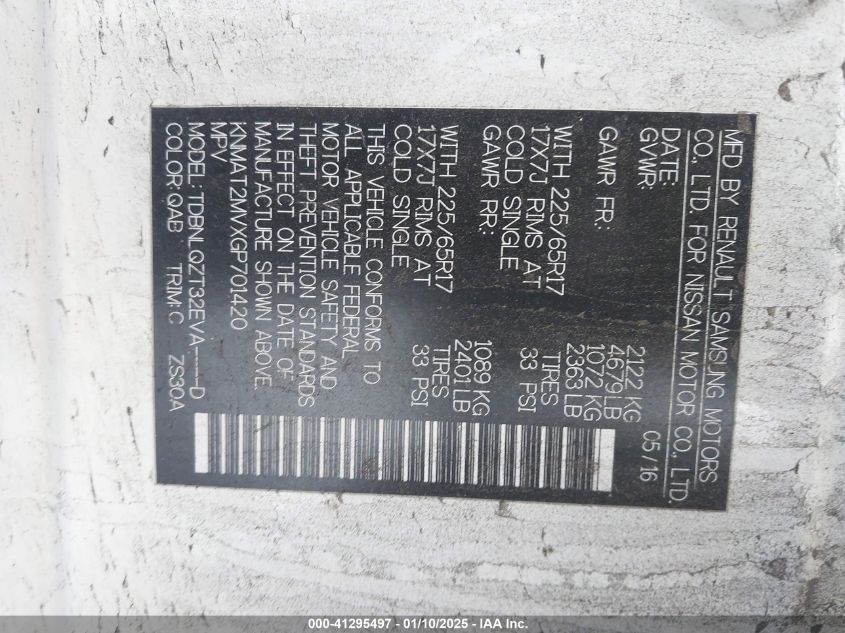 MFD BY RENAULT SAMSUNG MOTORS
CO., LTD. FOR NISSAN MOTOR CO., LTD.
DATE: 05/16
GVWR: 2122 KG
4679LB
GAWR FR: 1072 KG
2363 LB
WITH 225/65R17 TIRES
17X7J RIMS AT 33 PSI
COLD SINGLE
GAWR RR: 1089 KG
2401 LB
WITH 225/65R17 TIRES
17X7J RIMS AT 33 PSI
COLD SINGLE
THIS VEHICLE CONFORMS TO
ALL APPLICABLE FEDERAL
MOTOR VEHICLE SAFETY AND
THEFT PREVENTION STANDARDS
IN EFFECT ON THE DATE OF
MANUFACTURE SHOWN ABOVE.
KNMAT2MVXGP701420
MPV
MODEL: TDBNLQZT32EVA----D
COLOR: QAB TRIM: C ZS30A
000-41295497 - 01/10/2025 - IAA Inc.